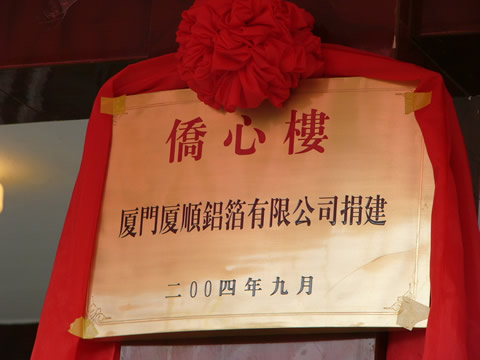 僑心樓
厦門厦順鋁箔有限公司捐建
二00四年九月